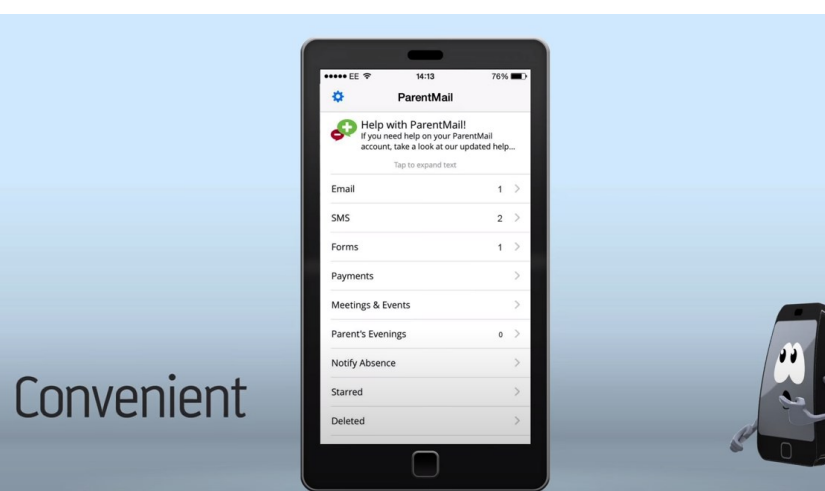 EE 14:13 76%
ParentMail
Help with ParentMail!
If you need help on your ParentMail
account, take a look at our updated help...
Tap to expand text
Email 1
SMS 2
Forms 1
Payments
Meetings & Events
Parent's Evenings 0
Notify Absence
Starred
Deleted
Convenient